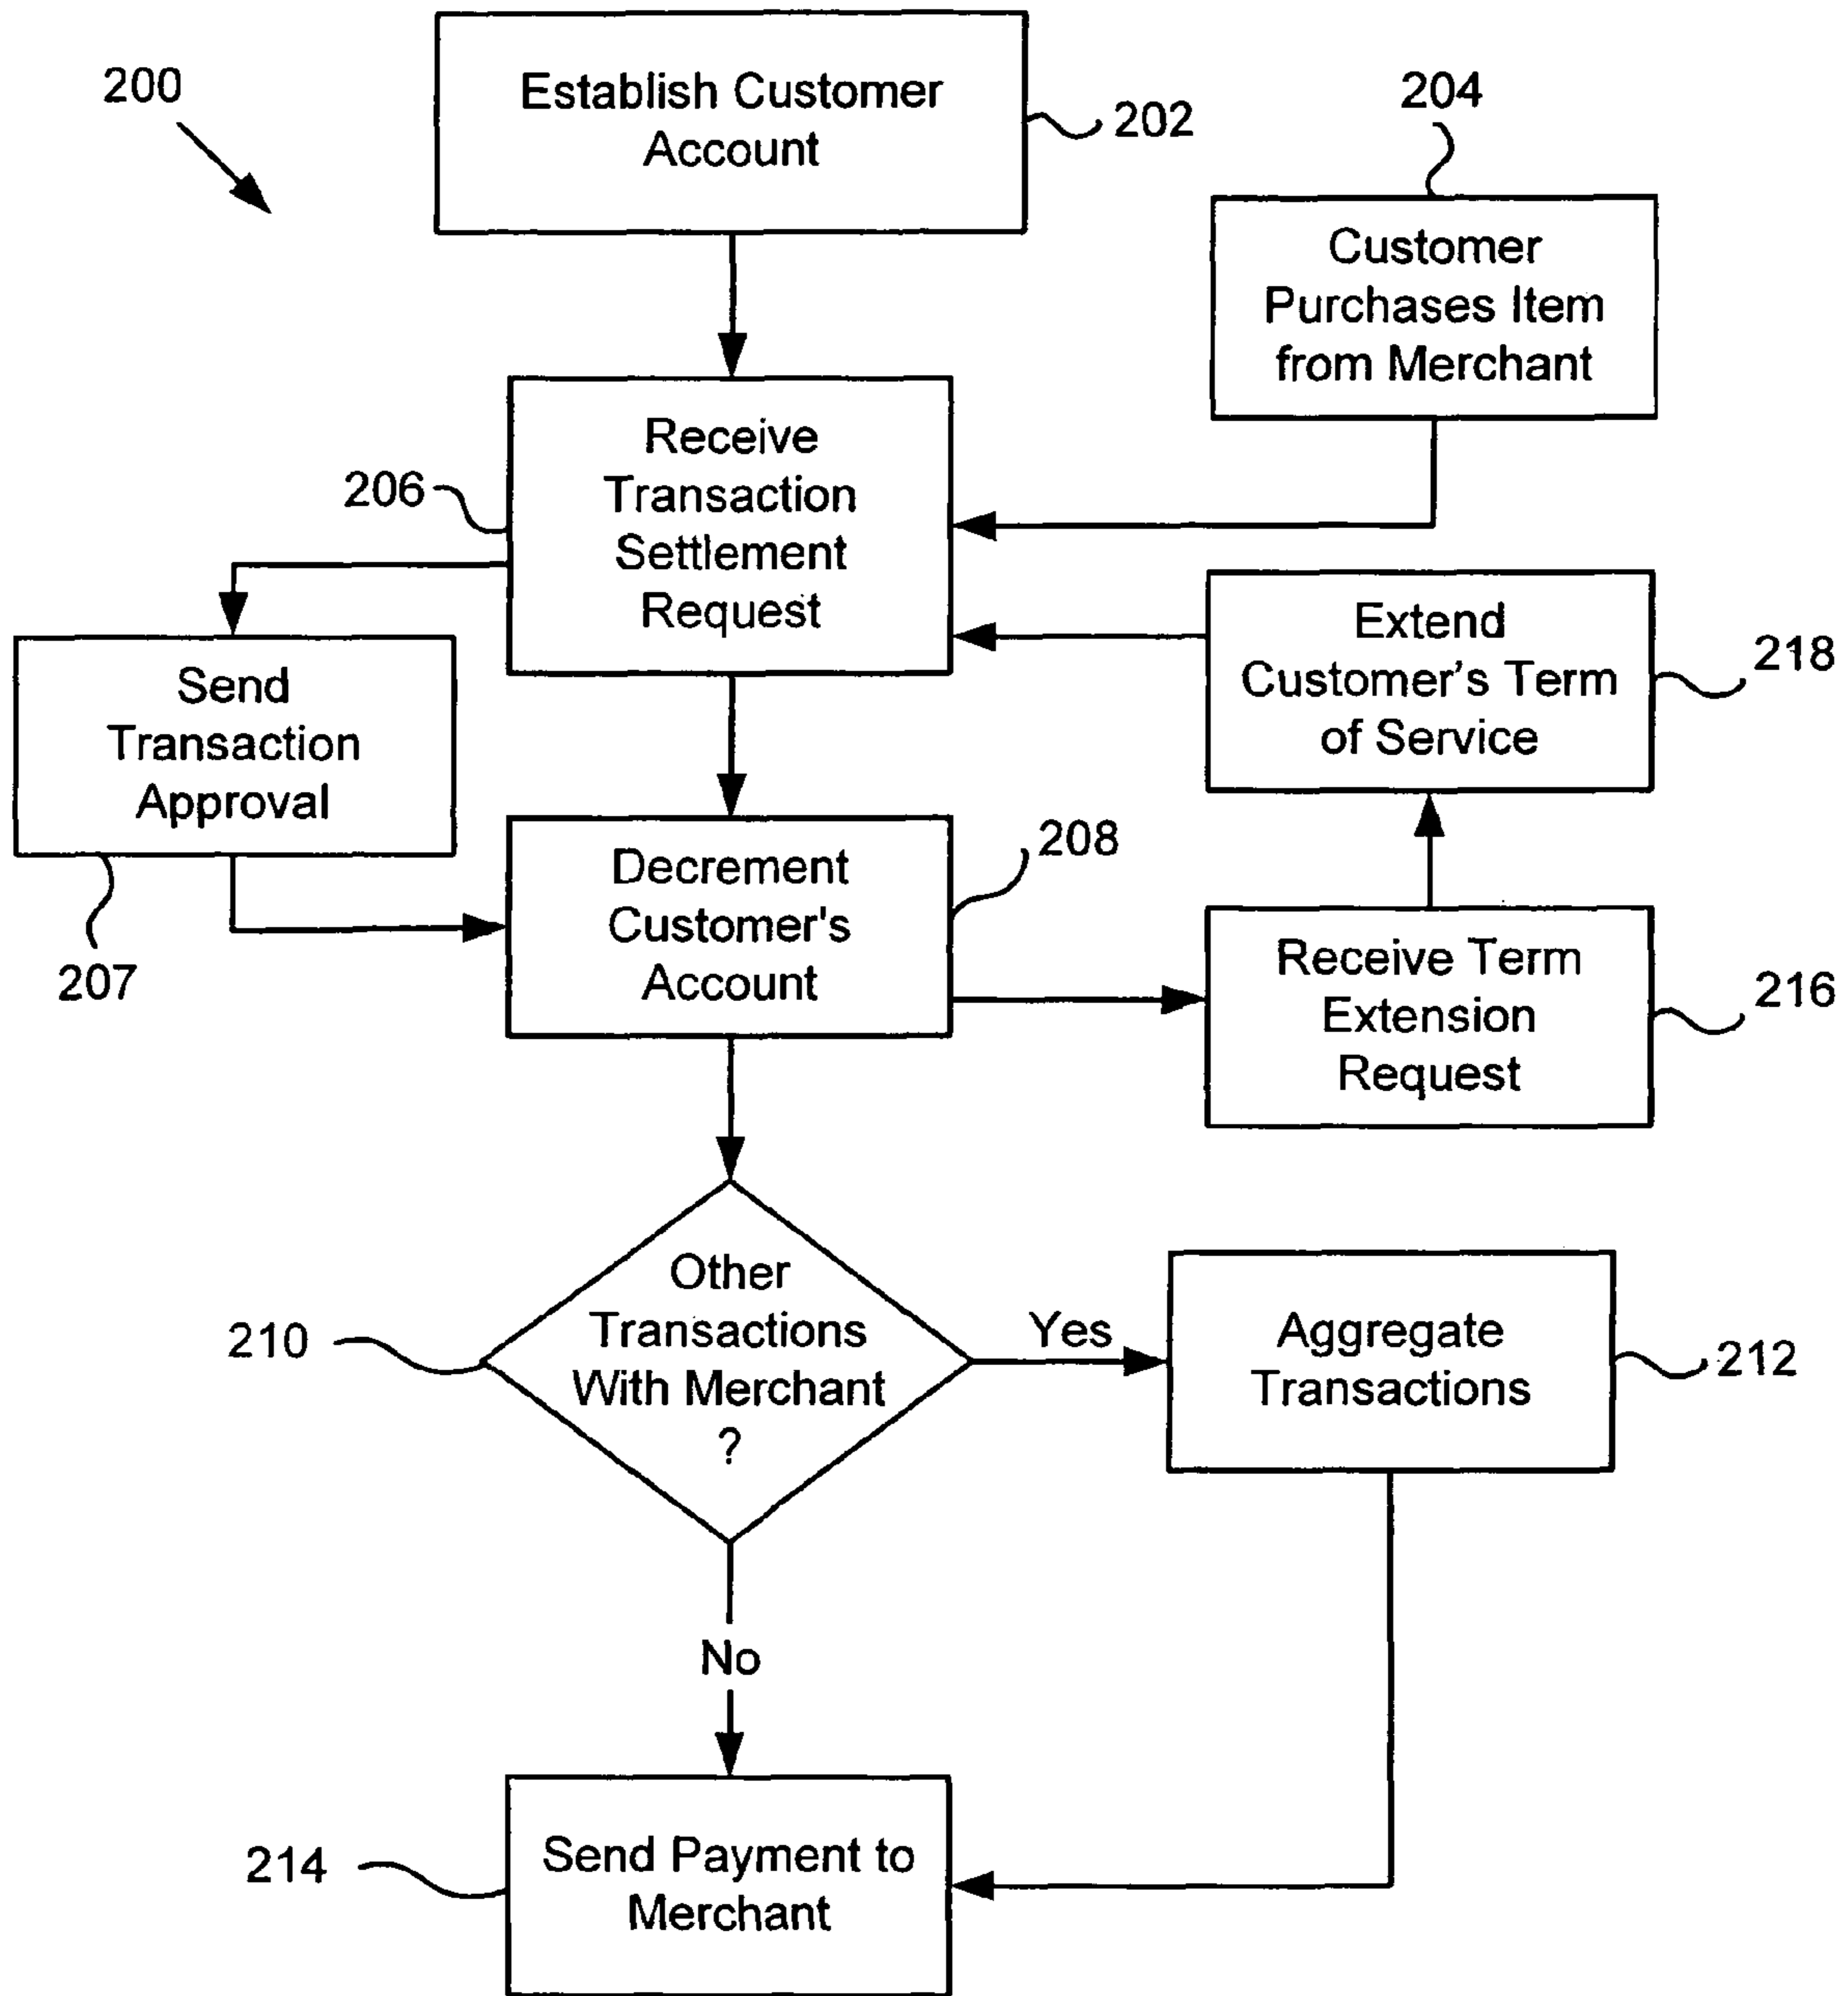 200
Establish Customer
Account
202
204
Customer
Purchases Item
from Merchant
206
Receive
Transaction
Settlement
Request
Send
Transaction
Approval
207
Extend
Customer's Term
of Service
218
Decrement
Customer's
Account
208
Receive Term
Extension
Request
216
210
Other
Transactions
With Merchant
?
Yes
Aggregate
Transactions
212
No
214
Send Payment to
Merchant